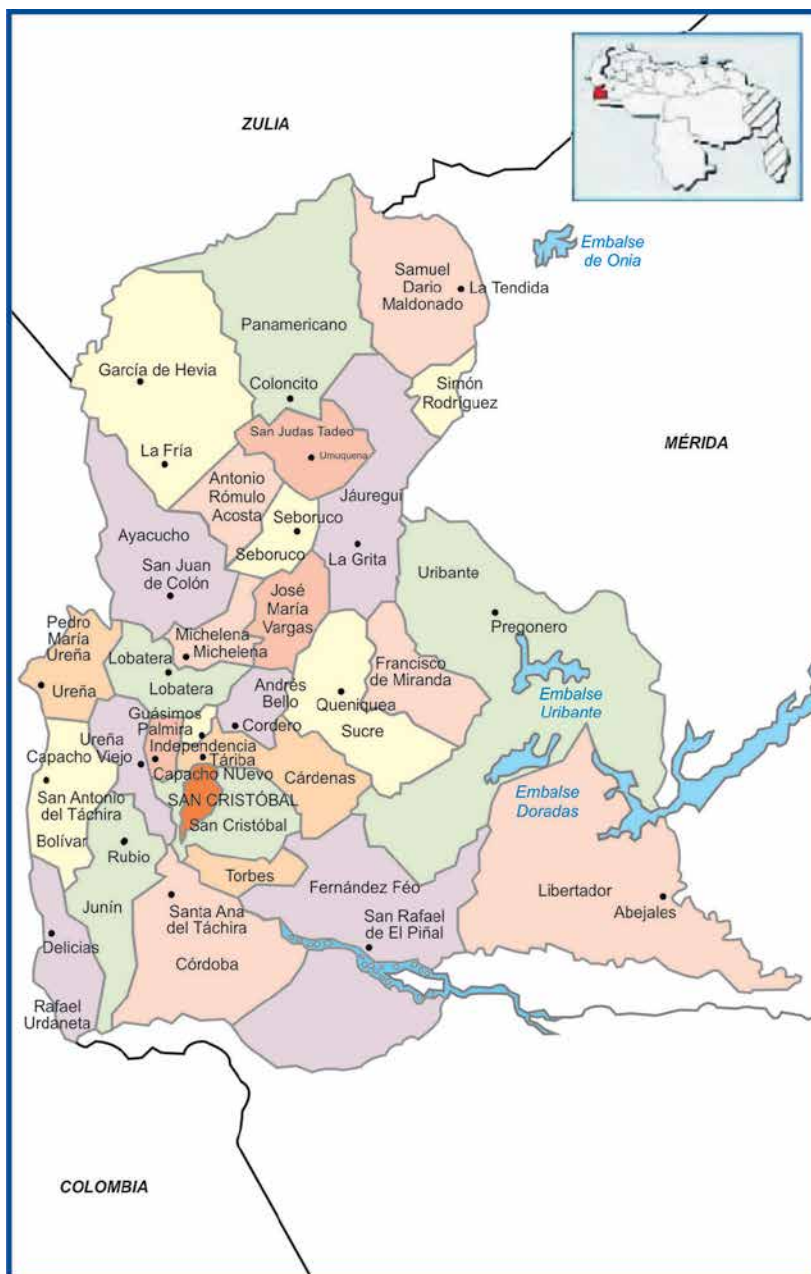 ZULIA
Embalse
de Onia
Samuel
Dario
Maldonado
La Tendida
Panamericano
García de Hevia
Coloncito
Simón
Rodríguez
San Judas Tadeo
Umuquena
MÉRIDA
La Fría
Antonio
Rómulo
Acosta
Jáuregui
Seboruco
Seboruco
Ayacucho
San Juan
de Colón
La Grita
Uribante
Pregonero
José
María
Vargas
Pedro
María
Ureña
Ureña
Michelena
Michelena
Lobatera
Lobatera
Francisco
de Miranda
Andrés
Bello
Cordero
Queniquea
Sucre
Embalse
Uribante
Guásimos
Palmira
Ureña
Capacho Viejo
Independencia
Táriba
Capacho NUevo
Cárdenas
SAN CRISTÓBAL
San Cristóbal
San Antonio
del Táchira
Bolívar
Embalse
Doradas
Rubio
Torbes
Fernández Féo
Libertador
Abejales
Junín
Santa Ana
del Táchira
San Rafael
de El Piñal
Delicias
Córdoba
Rafael
Urdaneta
COLOMBIA